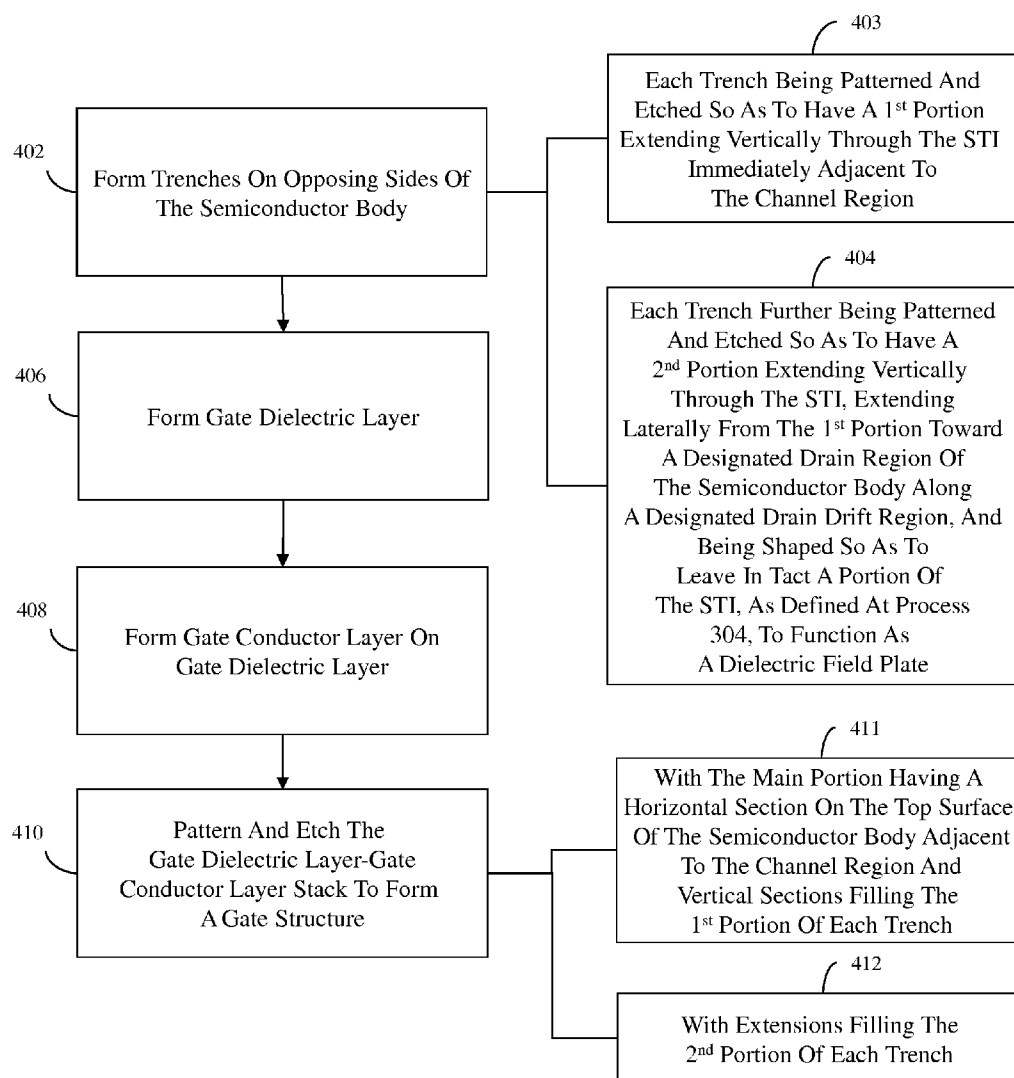 402
Form Trenches On Opposing Sides Of
The Semiconductor Body
403
Each Trench Being Patterned And
Etched So As To Have A 1st Portion
Extending Vertically Through The STI
Immediately Adjacent To
The Channel Region
404
Each Trench Further Being Patterned
And Etched So As To Have A
2nd Portion Extending Vertically
Through The STI, Extending
Laterally From The 1st Portion Toward
A Designated Drain Region Of
The Semiconductor Body Along
A Designated Drain Drift Region, And
Being Shaped So As To
Leave In Tact A Portion Of
The STI, As Defined At Process
304, To Function As
A Dielectric Field Plate
406
Form Gate Dielectric Layer
408
Form Gate Conductor Layer On
Gate Dielectric Layer
410
Pattern And Etch The
Gate Dielectric Layer-Gate
Conductor Layer Stack To Form
A Gate Structure
411
With The Main Portion Having A
Horizontal Section On The Top Surface
Of The Semiconductor Body Adjacent
To The Channel Region And
Vertical Sections Filling The
1st Portion Of Each Trench
412
With Extensions Filling The
2nd Portion Of Each Trench